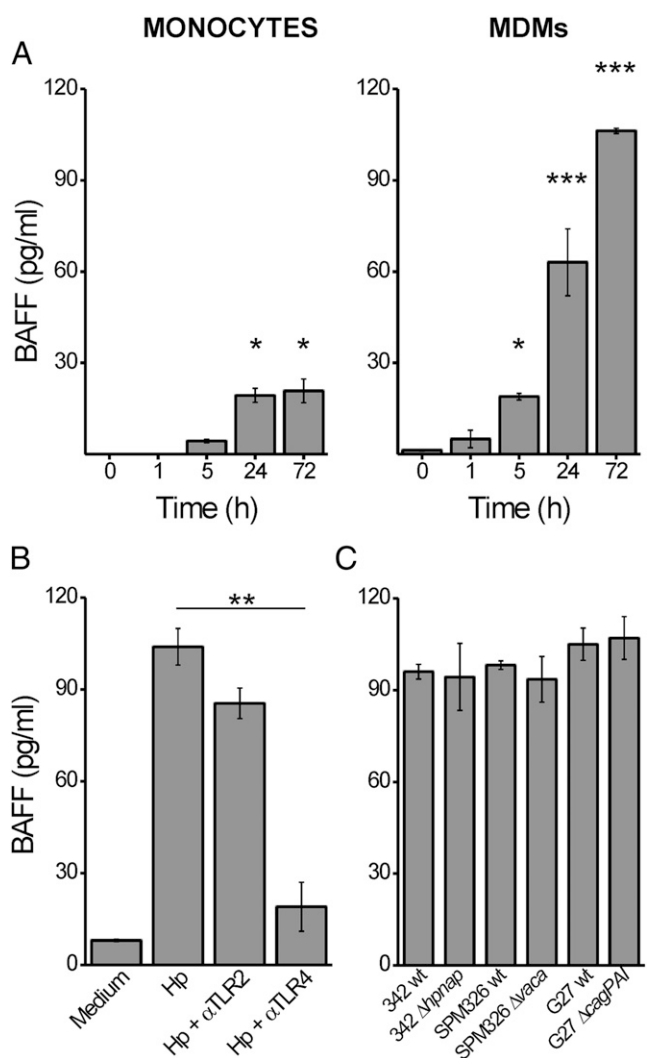 MONOCYTES MDMs
A
BAFF (pg/ml)
120
90
60
30
* *
0 1 5 24 72
Time (h)
120
90
60
30
* *** ***
0 1 5 24 72
Time (h)
B
BAFF (pg/ml)
120
90
60
30
0
**
Medium
Hp
Hp + αTLR2
Hp + αTLR4
C
120
90
60
30
0
342 wt
342 Δhpnap
SPM326 wt
SPM326 Δvaca
G27 wt
G27 ΔcagPAI